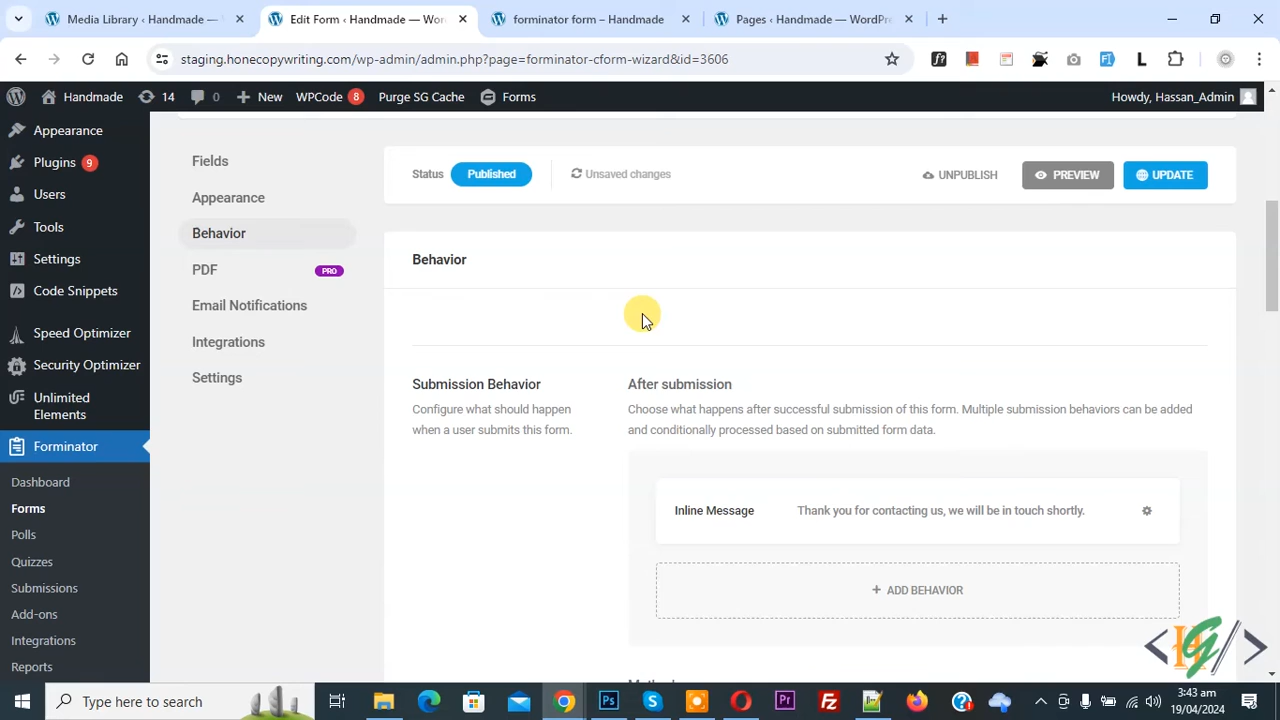 Media Library ‹ Handmade —
Edit Form ‹ Handmade — Wor
forminator form – Handmade
Pages ‹ Handmade — WordPre
staging.honecopywriting.com/wp-admin/admin.php?page=forminator-cform-wizard&id=3606
Handmade
14
0
New
WPCode 8
Purge SG Cache
Forms
Howdy, Hassan_Admin
Appearance
Plugins 9
Users
Tools
Settings
Code Snippets
Speed Optimizer
Security Optimizer
Unlimited
Elements
Forminator
Dashboard
Forms
Polls
Quizzes
Submissions
Add-ons
Integrations
Reports
Fields
Appearance
Behavior
PDF PRO
Email Notifications
Integrations
Settings
Status Published
Unsaved changes
UNPUBLISH
PREVIEW
UPDATE
Behavior
Submission Behavior
Configure what should happen
when a user submits this form.
After submission
Choose what happens after successful submission of this form. Multiple submission behaviors can be added
and conditionally processed based on submitted form data.
Inline Message Thank you for contacting us, we will be in touch shortly.
+ ADD BEHAVIOR
Type here to search
3:43 am
19/04/2024